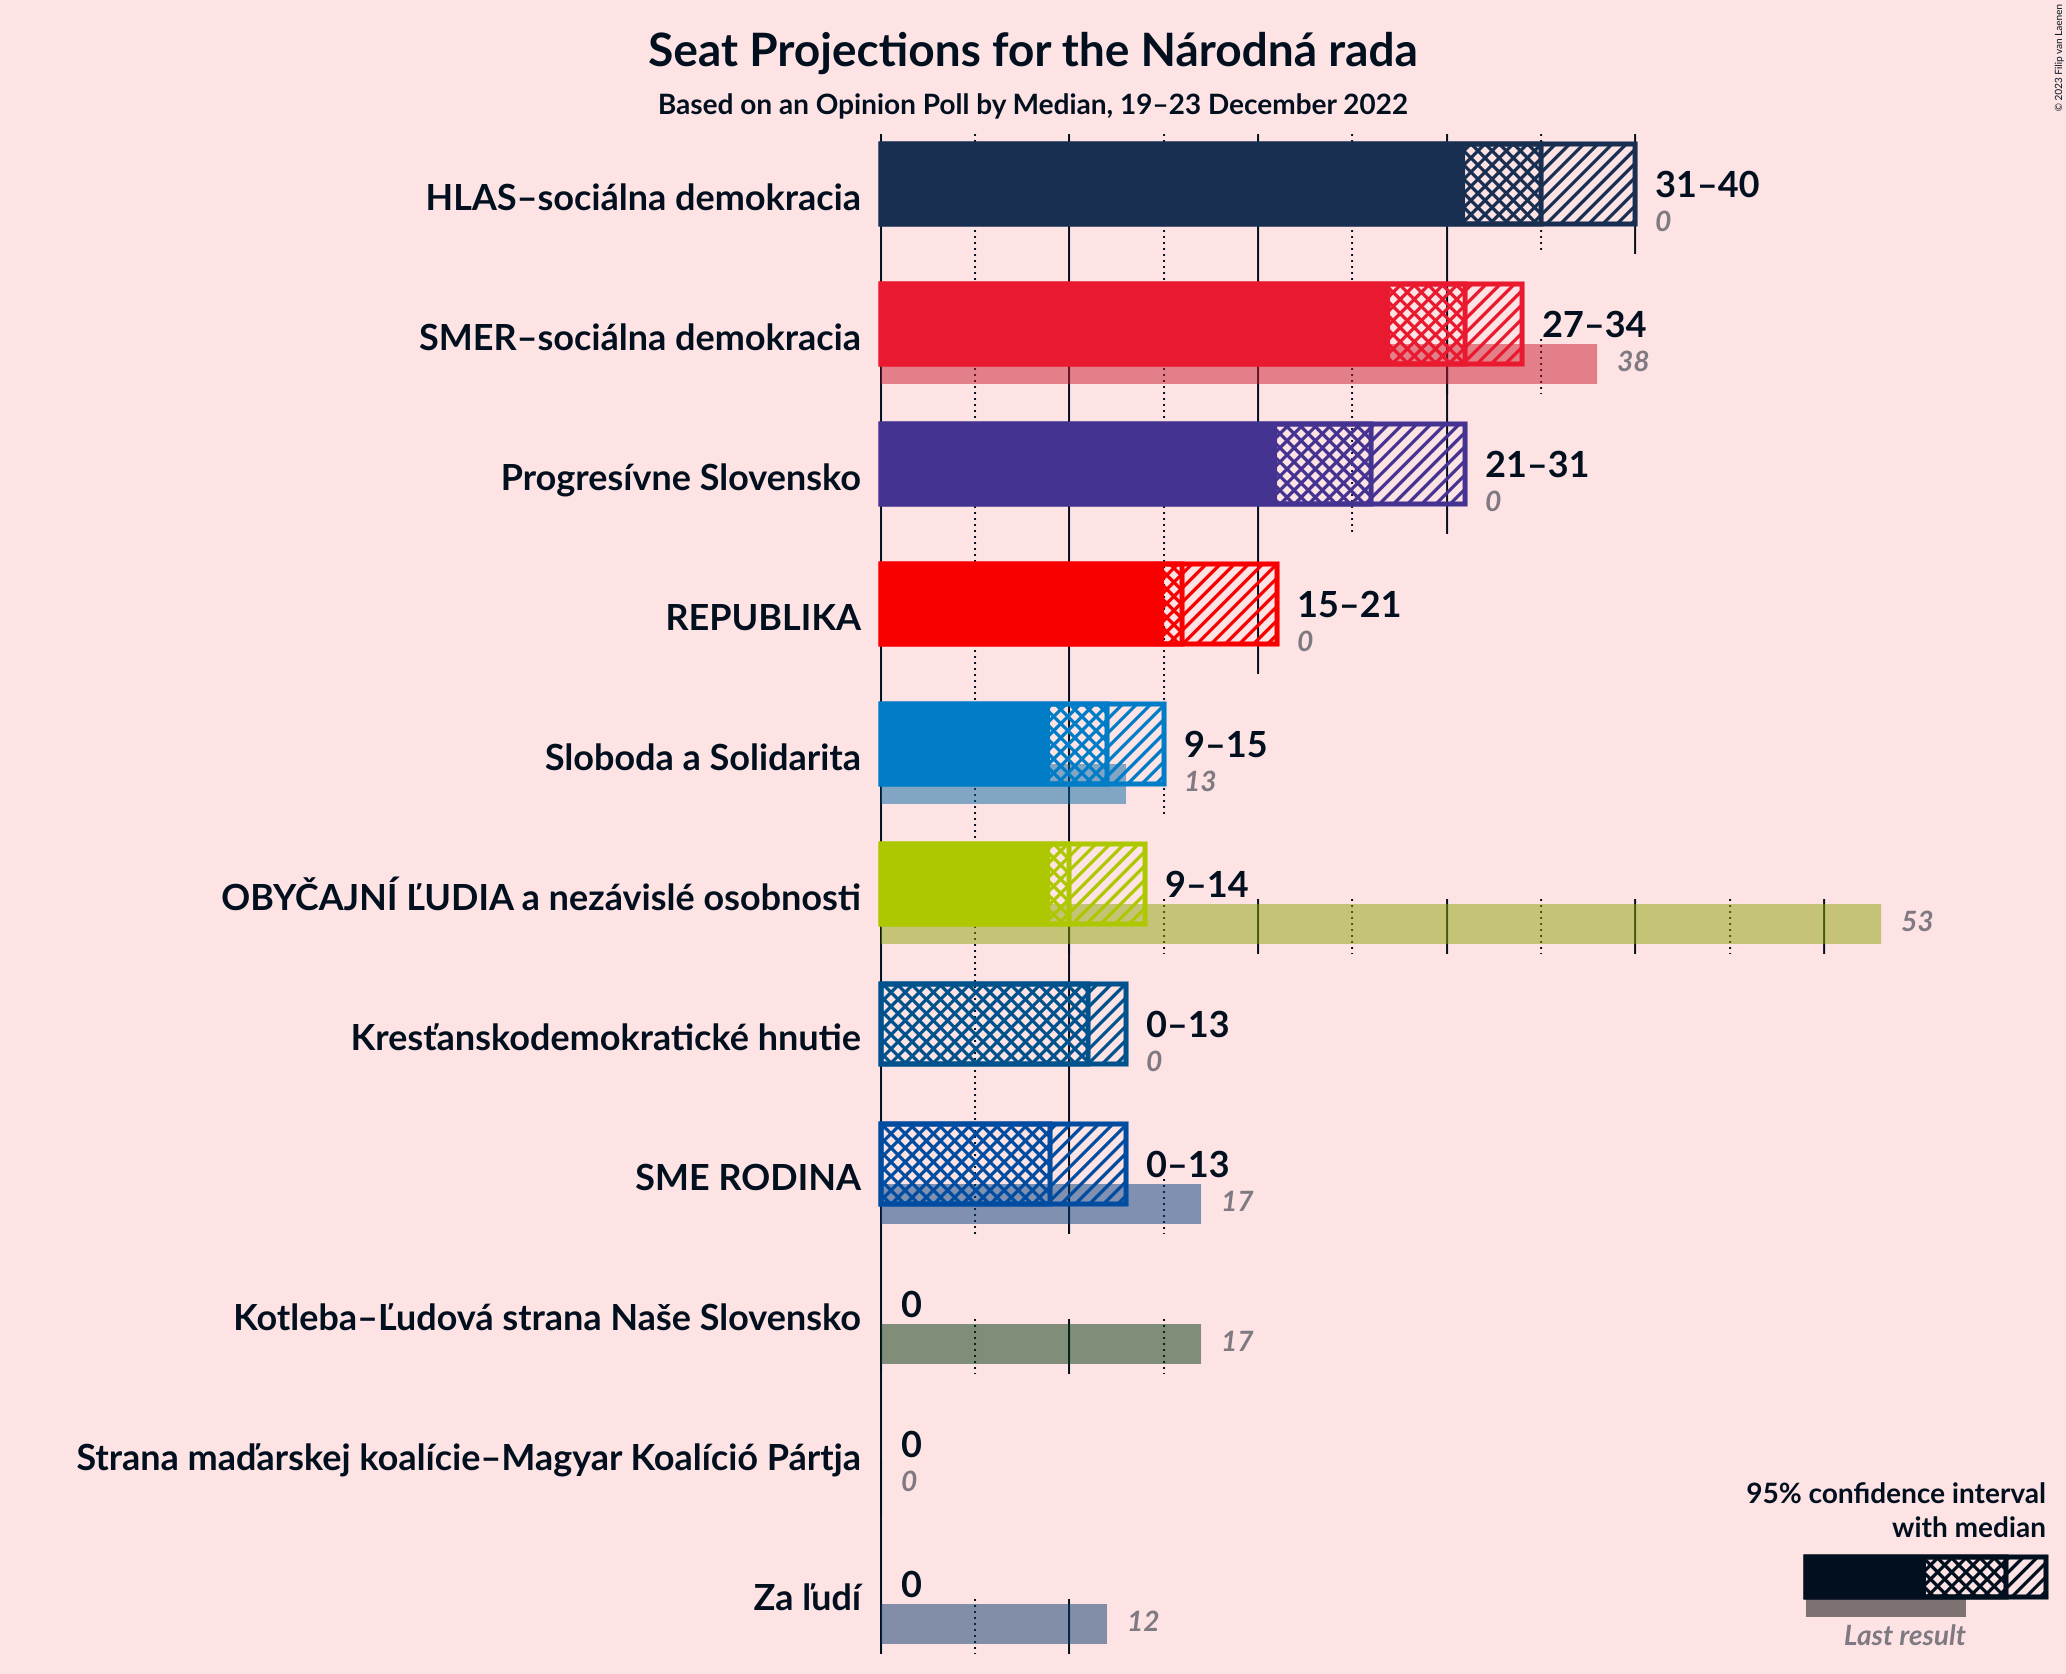 Seat Projections for the Národná rada
Based on an Opinion Poll by Median, 19–23 December 2022
© 2023 Filip van Laenen
HLAS–sociálna demokracia
31–40
0
SMER–sociálna demokracia
27–34
38
Progresívne Slovensko
21–31
0
REPUBLIKA
15–21
0
Sloboda a Solidarita
9–15
13
OBYČAJNÍ ĽUDIA a nezávislé osobnosti
9–14
53
Kresťanskodemokratické hnutie
0–13
0
SME RODINA
0–13
17
Kotleba–Ľudová strana Naše Slovensko
0
17
Strana maďarskej koalície–Magyar Koalíció Pártja
0
0
Za ľudí
0
12
95% confidence interval
with median
Last result